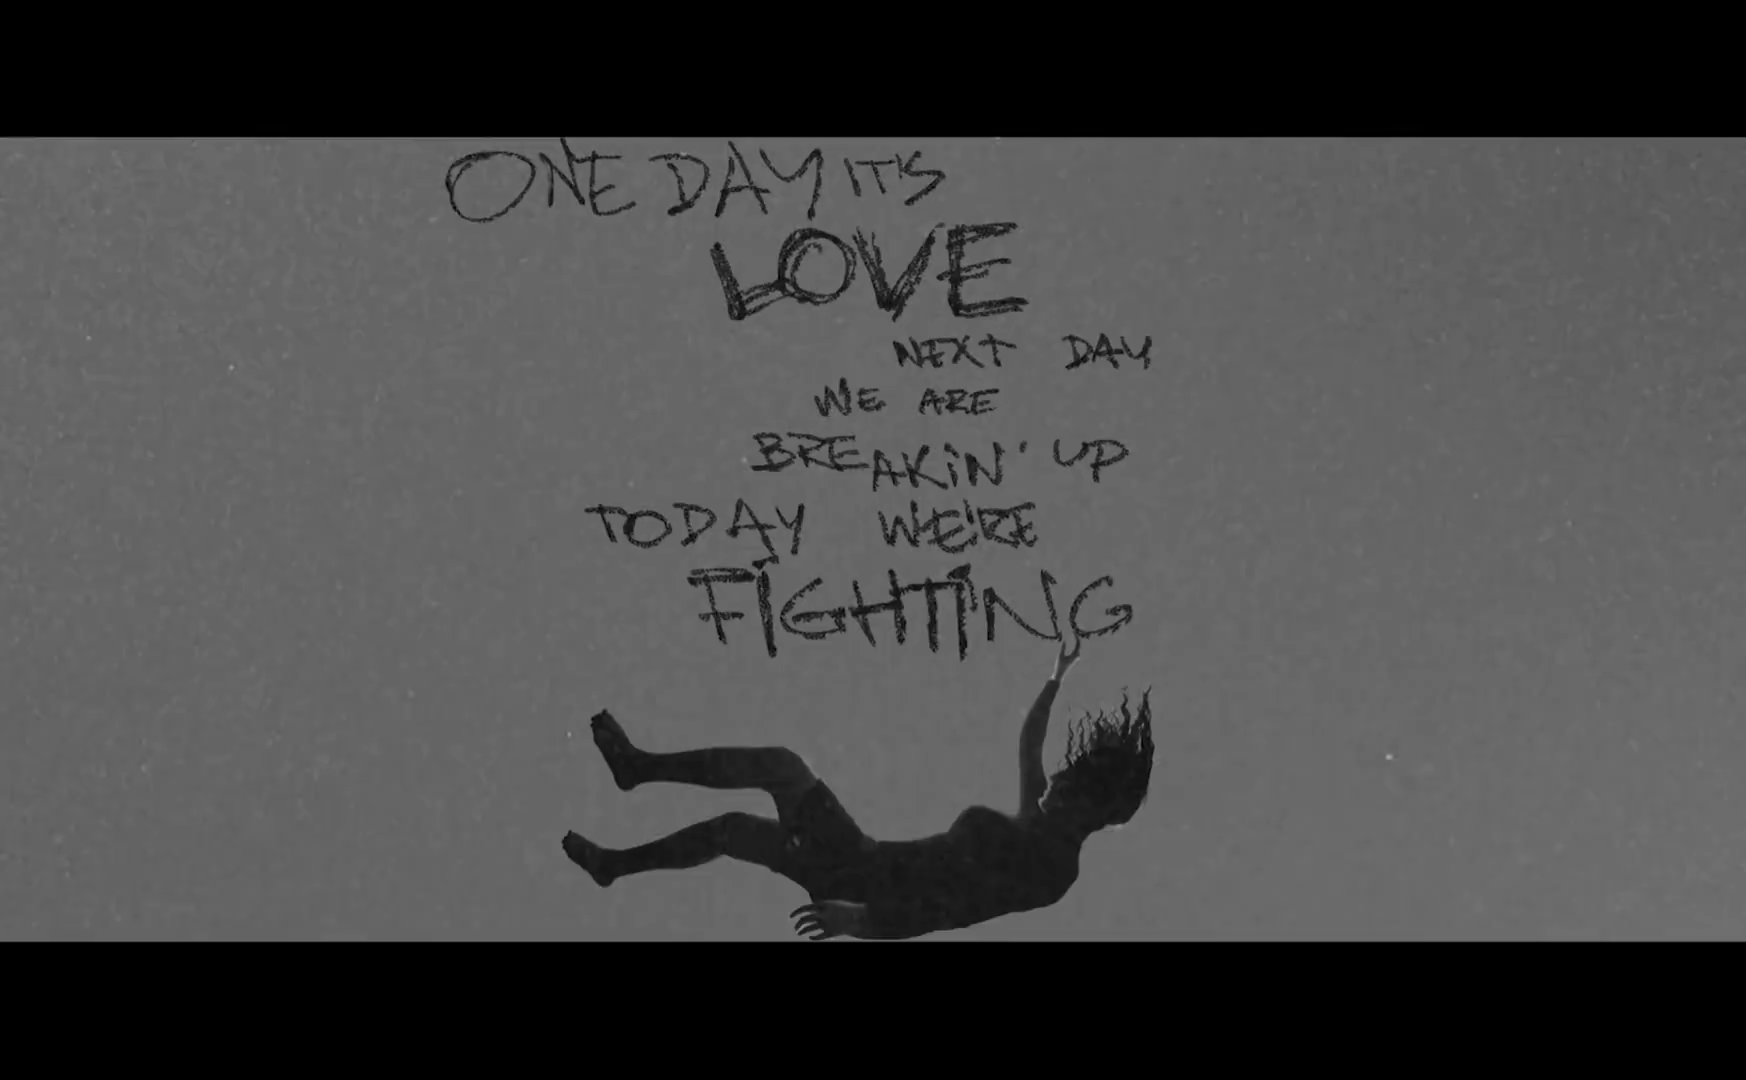 ONE DAY IT'S
LOVE
NEXT DAY
WE ARE
BREAKIN' UP
TODAY WE'RE
FIGHTING